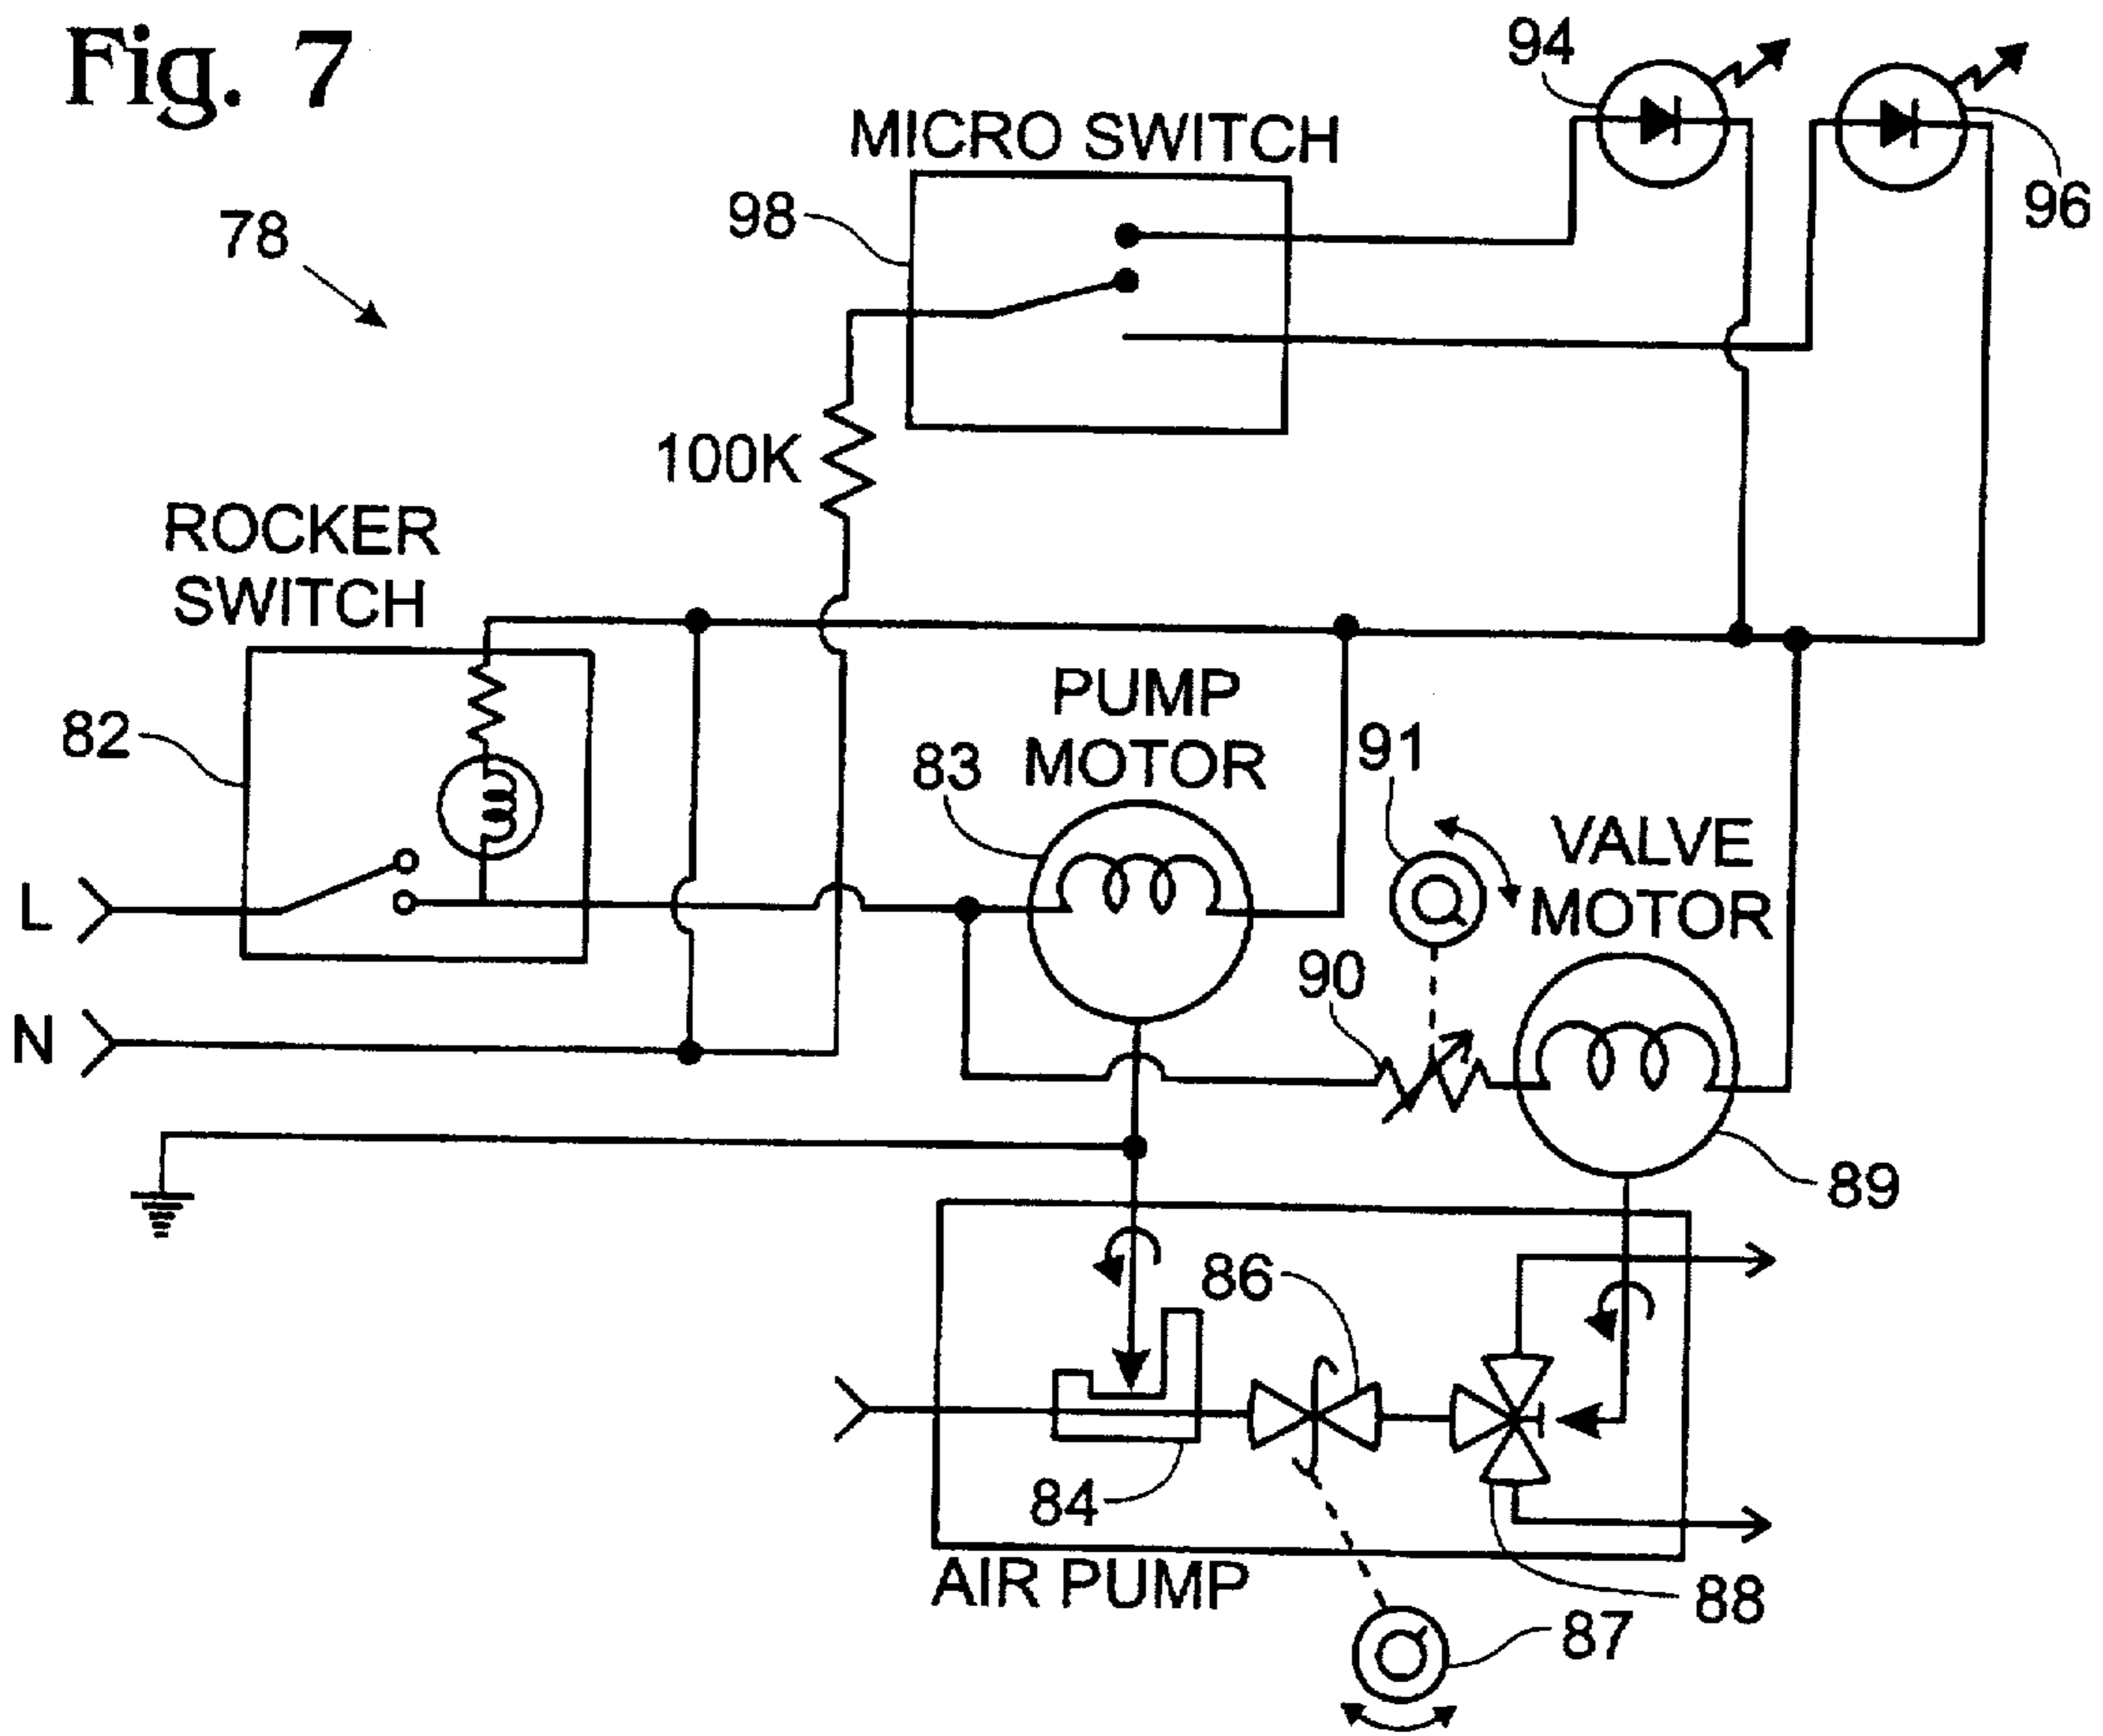 Fig. 7
94
96
MICRO SWITCH
98
78
100K
ROCKER
SWITCH
82
PUMP
MOTOR
83
91
VALVE
MOTOR
L
90
N
89
86
84
AIR PUMP
88
87